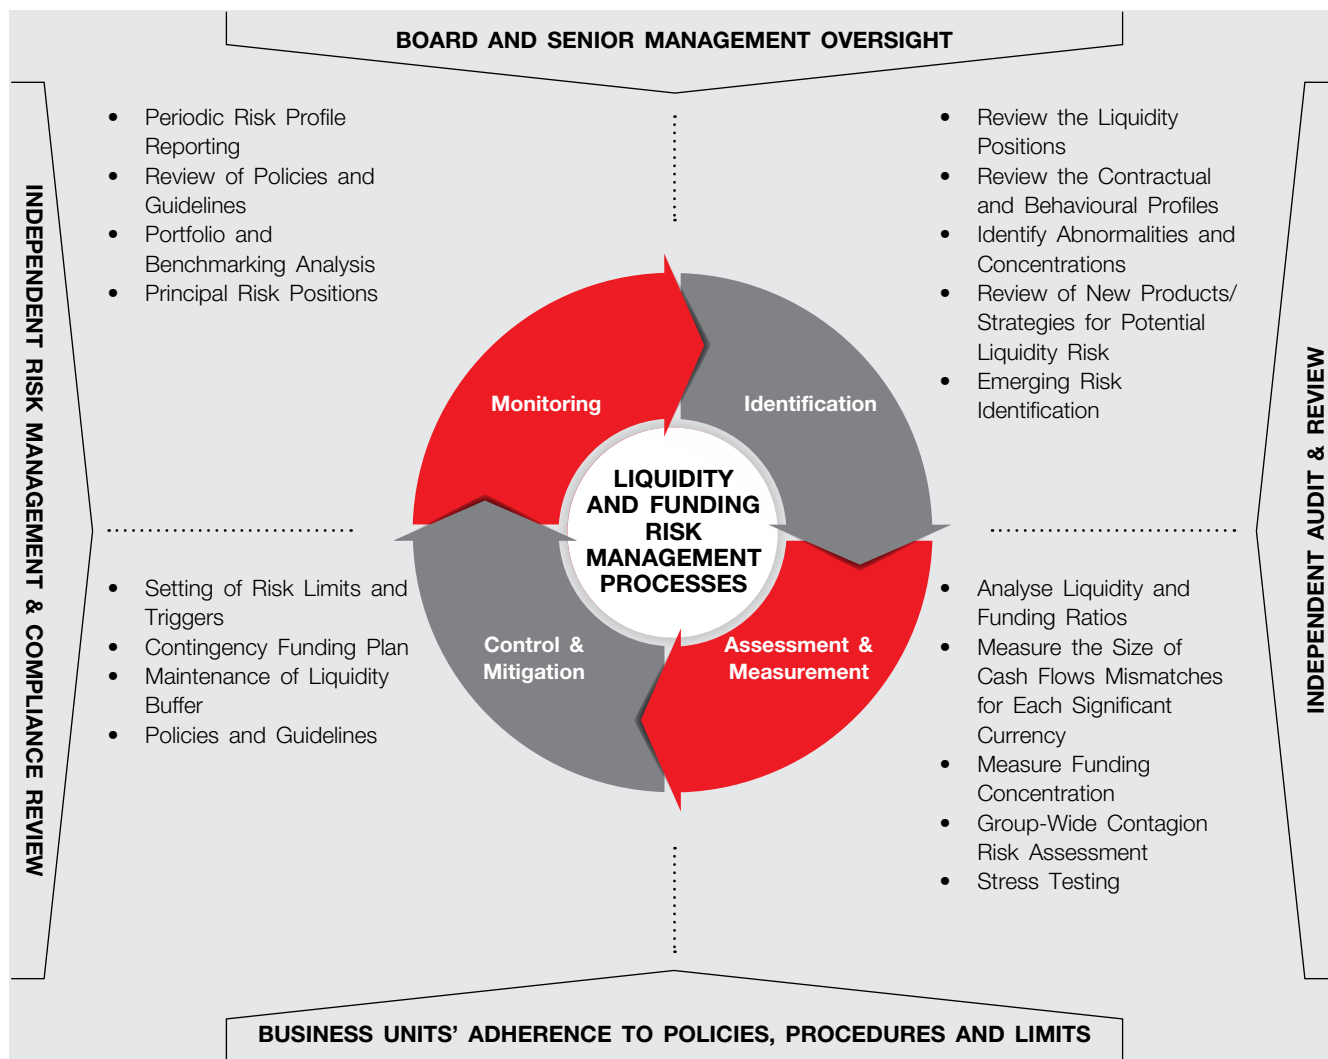 BOARD AND SENIOR MANAGEMENT OVERSIGHT
INDEPENDENT RISK MANAGEMENT & COMPLIANCE REVIEW
• Periodic Risk Profile
Reporting
• Review of Policies and
Guidelines
• Portfolio and
Benchmarking Analysis
• Principal Risk Positions
• Review the Liquidity
Positions
• Review the Contractual
and Behavioural Profiles
• Identify Abnormalities and
Concentrations
• Review of New Products/
Strategies for Potential
Liquidity Risk
• Emerging Risk
Identification
INDEPENDENT AUDIT & REVIEW
Monitoring
Identification
LIQUIDITY
AND FUNDING
RISK
MANAGEMENT
PROCESSES
Control &
Mitigation
Assessment &
Measurement
• Setting of Risk Limits and
Triggers
• Contingency Funding Plan
• Maintenance of Liquidity
Buffer
• Policies and Guidelines
• Analyse Liquidity and
Funding Ratios
• Measure the Size of
Cash Flows Mismatches
for Each Significant
Currency
• Measure Funding
Concentration
• Group-Wide Contagion
Risk Assessment
• Stress Testing
BUSINESS UNITS' ADHERENCE TO POLICIES, PROCEDURES AND LIMITS